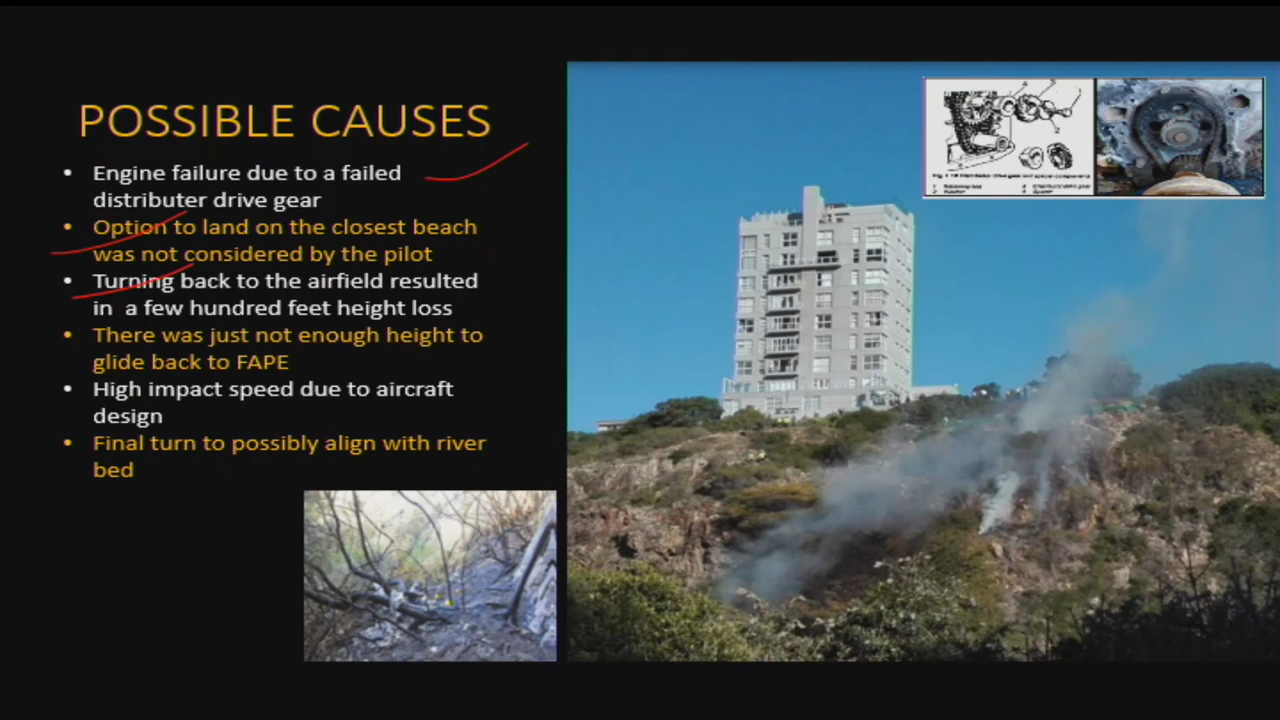 POSSIBLE CAUSES
• Engine failure due to a failed
distributer drive gear
• Option to land on the closest beach
was not considered by the pilot
• Turning back to the airfield resulted
in a few hundred feet height loss
• There was just not enough height to
glide back to FAPE
• High impact speed due to aircraft
design
• Final turn to possibly align with river
bed